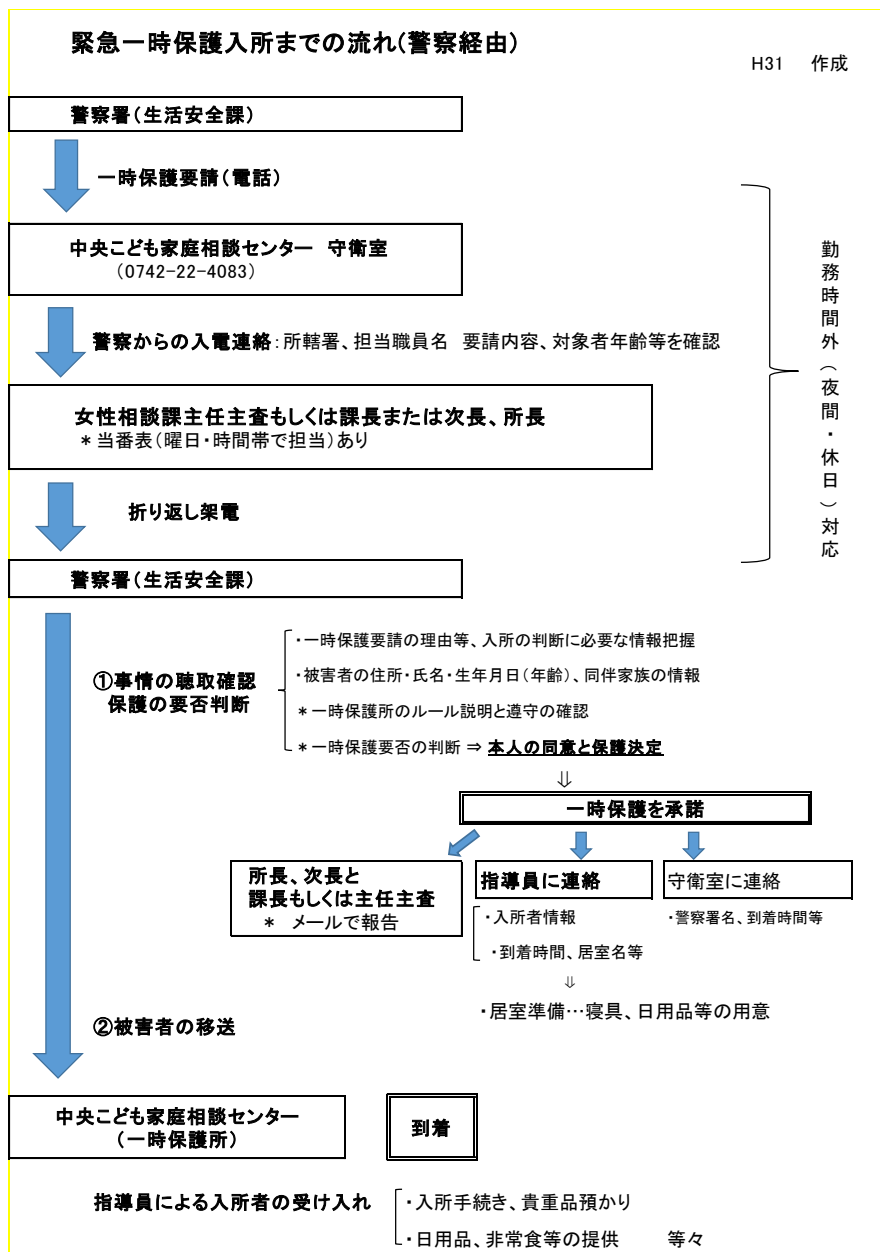 緊急一時保護入所までの流れ(警察経由)
H31 作成
警察署(生活安全課)
一時保護要請(電話)
中央こども家庭相談センター 守衛室
(0742-22-4083)
警察からの入電連絡:所轄署、担当職員名 要請内容、対象者年齢等を確認
女性相談課主任主査もしくは課長または次長、所長
*当番表(曜日・時間帯で担当)あり
折り返し架電
警察署(生活安全課)
勤務時間外(夜間・休日)対応
①事情の聴取確認
保護の要否判断
・一時保護要請の理由等、入所の判断に必要な情報把握
・被害者の住所・氏名・生年月日(年齢)、同伴家族の情報
*一時保護所のルール説明と遵守の確認
*一時保護要否の判断 ⇒ 本人の同意と保護決定
⇓
一時保護を承諾
所長、次長と
課長もしくは主任主査
* メールで報告
指導員に連絡
・入所者情報
・到着時間、居室名等
守衛室に連絡
・警察署名、到着時間等
⇓
・居室準備…寝具、日用品等の用意
②被害者の移送
中央こども家庭相談センター
(一時保護所)
到着
指導員による入所者の受け入れ
・入所手続き、貴重品預かり
・日用品、非常食等の提供 等々